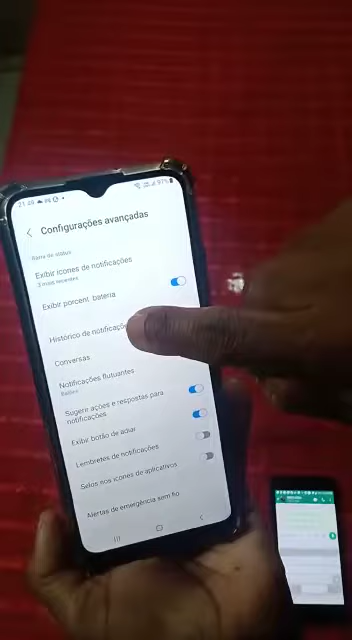 21:20
97%
Configurações avançadas
Barra de status
Exibir ícones de notificações
3 mais recentes
Exibir porcent. bateria
Histórico de notificaçõe
Conversas
Notificações flutuantes
Balões
Sugerir ações e respostas para
notificações
Exibir botão de adiar
Lembretes de notificações
Selos nos ícones de aplicativos
Alertas de emergência sem fio